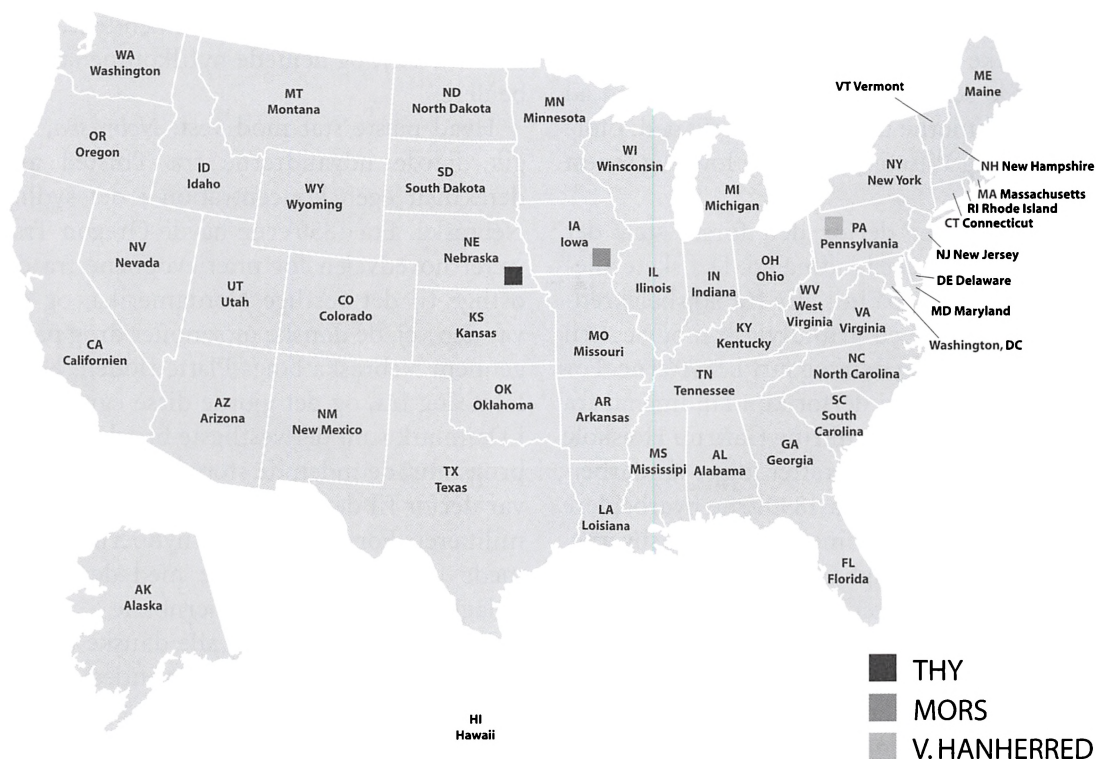 WA
Washington
MT
Montana
ND
North Dakota
MN
Minnesota
VT Vermont
ME
Maine
OR
Oregon
ID
Idaho
WY
Wyoming
SD
South Dakota
WI
Winsconsin
MI
Michigan
NY
New York
NH New Hampshire
MA Massachusetts
RI Rhode Island
CT Connecticut
NV
Nevada
UT
Utah
CO
Colorado
NE
Nebraska
IA
Iowa
IL
Illinois
IN
Indiana
OH
Ohio
PA
Pennsylvania
NJ New Jersey
DE Delaware
MD Maryland
Washington, DC
CA
Californien
KS
Kansas
MO
Missouri
KY
Kentucky
WV
West
Virginia
VA
Virginia
AZ
Arizona
NM
New Mexico
OK
Oklahoma
AR
Arkansas
TN
Tennessee
NC
North Carolina
SC
South
Carolina
TX
Texas
LA
Loisiana
MS
Mississipi
AL
Alabama
GA
Georgia
FL
Florida
AK
Alaska
HI
Hawaii
THY
MORS
V. HANHERRED